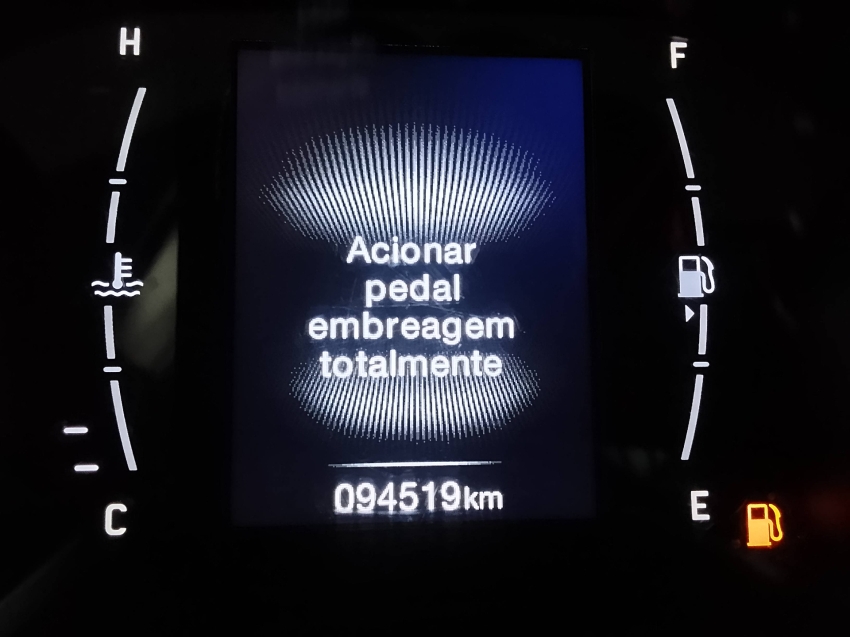 H
F
Acionar
pedal
embreagem
totalmente
094519km
C
E